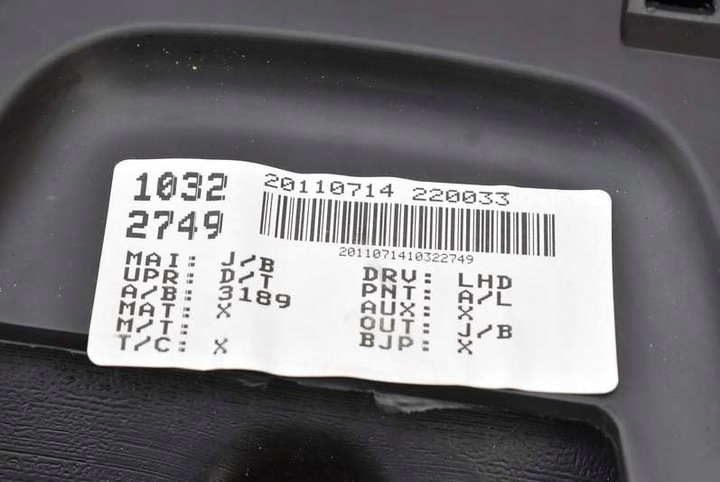 1032 20110714 220033
2749
2011071410322749
MAI: J/B DRV: LHD
UPR: D/T PNT: A/L
A/B: 3189 AUX: X
MAT: X OUT: J/B
M/T: BJP: X
T/C: X